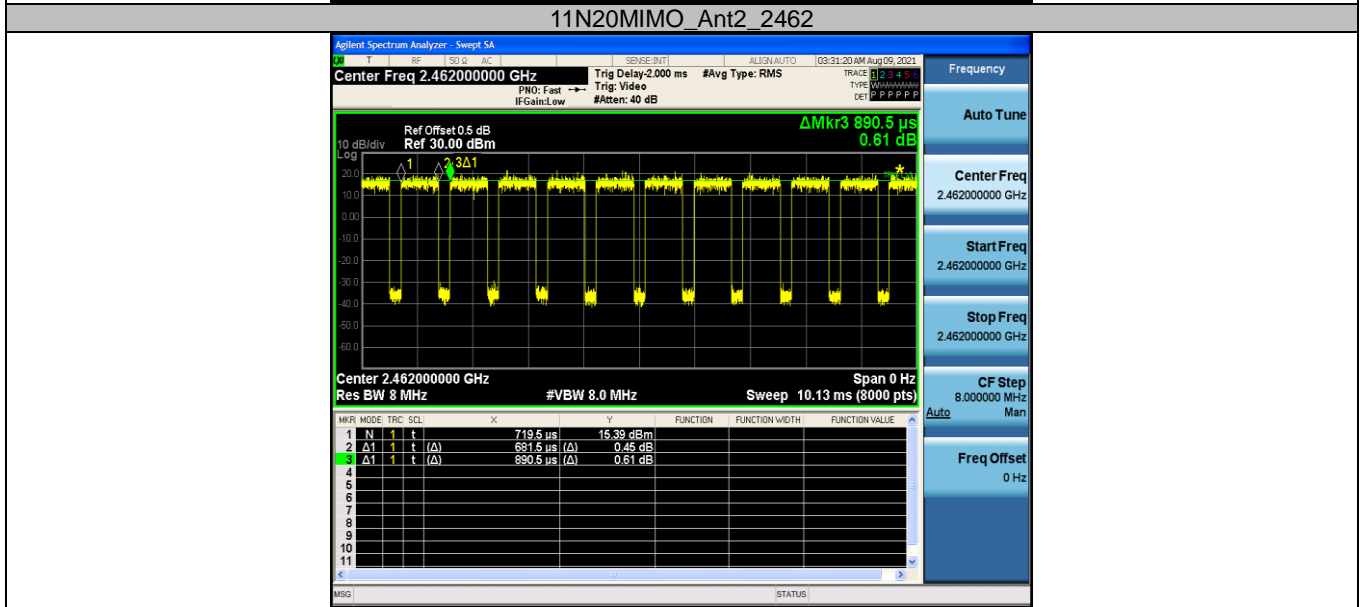 11N20MIMO_Ant2_2462
Agilent Spectrum Analyzer - Swept SA
T RF 50 Ω AC SENSE:INT ALIGN AUTO 03:31:20 AM Aug 09, 2021
Center Freq 2.462000000 GHz
Trig Delay-2.000 ms #Avg Type: RMS
TRACE 1 2 3 4 5 6
PNO: Fast Trig: Video
TYPE WWWWWW
IFGain:Low #Atten: 40 dB
DET P P P P P P
Frequency
ΔMkr3 890.5 µs
0.61 dB
Ref Offset 0.5 dB
10 dB/div Ref 30.00 dBm
Log
1 2 3Δ1
20.0
10.0
0.00
-10.0
-20.0
-30.0
-40.0
-50.0
-60.0
Center 2.462000000 GHz Span 0 Hz
Res BW 8 MHz #VBW 8.0 MHz Sweep 10.13 ms (8000 pts)
MKR MODE TRC SCL X Y FUNCTION FUNCTION WIDTH FUNCTION VALUE
1 N 1 t 719.5 µs 15.39 dBm
2 Δ1 1 t (Δ) 681.5 µs (Δ) 0.45 dB
3 Δ1 1 t (Δ) 890.5 µs (Δ) 0.61 dB
4
5
6
7
8
9
10
11
MSG STATUS
Auto Tune
Center Freq
2.462000000 GHz
Start Freq
2.462000000 GHz
Stop Freq
2.462000000 GHz
CF Step
8.000000 MHz
Auto Man
Freq Offset
0 Hz